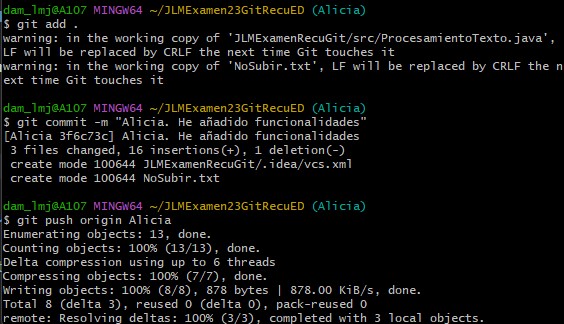 dam_lmj@A107 MINGW64 ~/JLMExamen23GitRecuED (Alicia)
$ git add .
warning: in the working copy of 'JLMExamenRecuGit/src/ProcesamientoTexto.java',
LF will be replaced by CRLF the next time Git touches it
warning: in the working copy of 'NoSubir.txt', LF will be replaced by CRLF the n
ext time Git touches it
dam_lmj@A107 MINGW64 ~/JLMExamen23GitRecuED (Alicia)
$ git commit -m "Alicia. He añadido funcionalidades"
[Alicia 3f6c73c] Alicia. He añadido funcionalidades
 3 files changed, 16 insertions(+), 1 deletion(-)
 create mode 100644 JLMExamenRecuGit/.idea/vcs.xml
 create mode 100644 NoSubir.txt
dam_lmj@A107 MINGW64 ~/JLMExamen23GitRecuED (Alicia)
$ git push origin Alicia
Enumerating objects: 13, done.
Counting objects: 100% (13/13), done.
Delta compression using up to 6 threads
Compressing objects: 100% (7/7), done.
Writing objects: 100% (8/8), 878 bytes | 878.00 KiB/s, done.
Total 8 (delta 3), reused 0 (delta 0), pack-reused 0
remote: Resolving deltas: 100% (3/3), completed with 3 local objects.